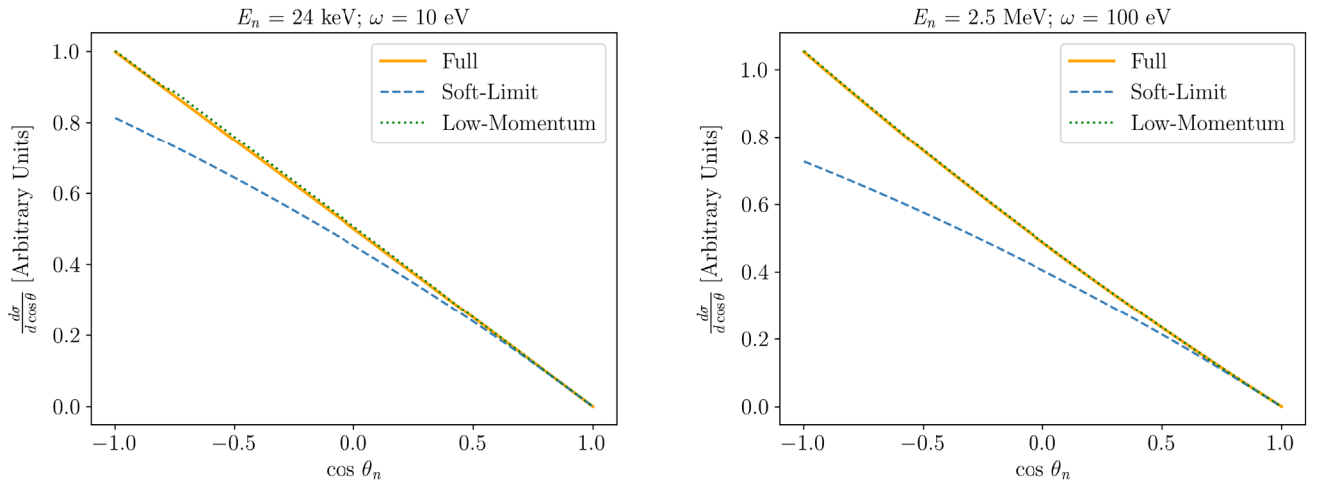 E_n = 24 keV; ω = 10 eV
1.0
0.8
0.6
0.4
0.2
0.0
dσ/d cos θ [Arbitrary Units]
Full
Soft-Limit
Low-Momentum
−1.0 −0.5 0.0 0.5 1.0
cos θ_n
E_n = 2.5 MeV; ω = 100 eV
1.0
0.8
0.6
0.4
0.2
0.0
dσ/d cos θ [Arbitrary Units]
Full
Soft-Limit
Low-Momentum
−1.0 −0.5 0.0 0.5 1.0
cos θ_n